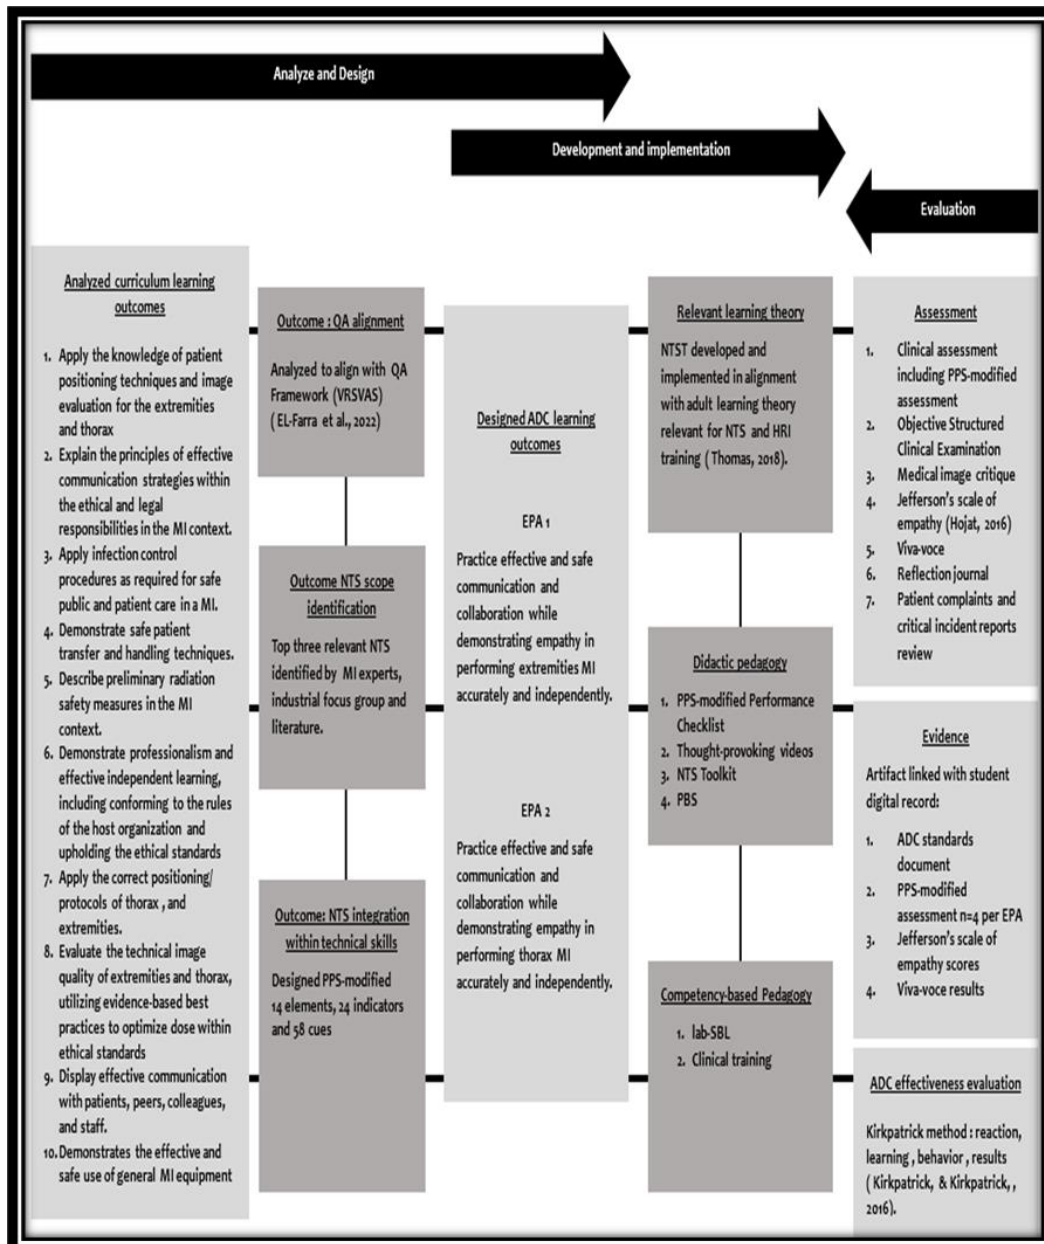 Analyze and Design
Development and implementation
Evaluation
Analyzed curriculum learning
outcomes
1. Apply the knowledge of patient
positioning techniques and image
evaluation for the extremities
and thorax
2. Explain the principles of effective
communication strategies within
the ethical and legal
responsibilities in the MI context.
3. Apply infection control
procedures as required for safe
public and patient care in a MI.
4. Demonstrate safe patient
transfer and handling techniques.
5. Describe preliminary radiation
safety measures in the MI
context.
6. Demonstrate professionalism and
effective independent learning,
including conforming to the rules
of the host organization and
upholding the ethical standards
7. Apply the correct positioning/
protocols of thorax , and
extremities.
8. Evaluate the technical image
quality of extremities and thorax,
utilizing evidence-based best
practices to optimize dose within
ethical standards
9. Display effective communication
with patients, peers, colleagues,
and staff.
10. Demonstrates the effective and
safe use of general MI equipment
Outcome : QA alignment
Analyzed to align with QA
Framework (VRSVAS)
( EL-Farra et al., 2022)
Outcome NTS scope
identification
Top three relevant NTS
identified by MI experts,
industrial focus group and
literature.
Outcome: NTS integration
within technical skills
Designed PPS-modified
14 elements, 24 indicators
and 58 cues
Designed ADC learning
outcomes
EPA 1
Practice effective and safe
communication and
collaboration while
demonstrating empathy in
performing extremities MI
accurately and independently.
EPA 2
Practice effective and safe
communication and
collaboration while
demonstrating empathy in
performing thorax MI
accurately and independently.
Relevant learning theory
NTST developed and
implemented in alignment
with adult learning theory
relevant for NTS and HRI
training ( Thomas, 2018).
Didactic pedagogy
1. PPS-modified Performance
Checklist
2. Thought-provoking videos
3. NTS Toolkit
4. PBS
Competency-based Pedagogy
1. lab-SBL
2. Clinical training
Assessment
1. Clinical assessment
including PPS-modified
assessment
2. Objective Structured
Clinical Examination
3. Medical image critique
4. Jefferson's scale of
empathy (Hojat, 2016)
5. Viva-voce
6. Reflection journal
7. Patient complaints and
critical incident reports
review
Evidence
Artifact linked with student
digital record:
1. ADC standards
document
2. PPS-modified
assessment n=4 per EPA
3. Jefferson's scale of
empathy scores
4. Viva-voce results
ADC effectiveness evaluation
Kirkpatrick method : reaction,
learning , behavior , results
( Kirkpatrick, & Kirkpatrick, ,
2016).